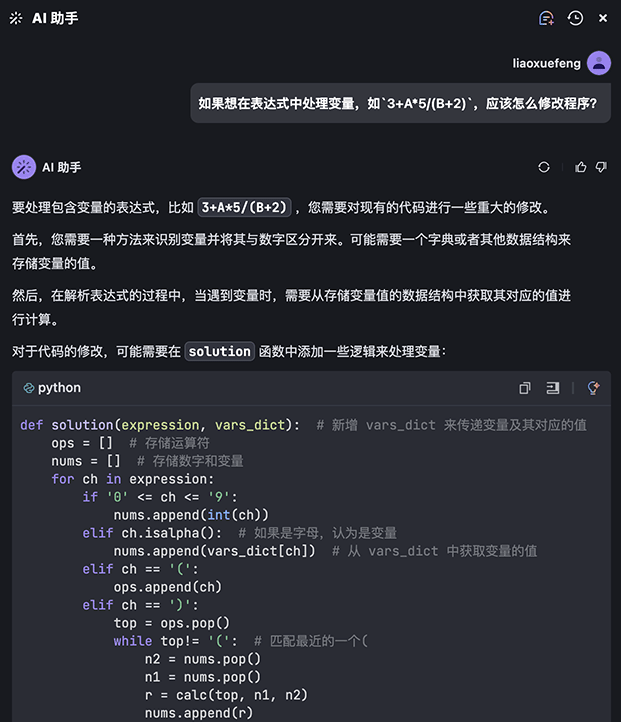 AI 助手
liaoxuefeng
如果想在表达式中处理变量，如`3+A*5/(B+2)`，应该怎么修改程序？
AI 助手
要处理包含变量的表达式，比如 3+A*5/(B+2) ，您需要对现有的代码进行一些重大的修改。
首先，您需要一种方法来识别变量并将其与数字区分开来。可能需要一个字典或者其他数据结构来
存储变量的值。
然后，在解析表达式的过程中，当遇到变量时，需要从存储变量值的数据结构中获取其对应的值进
行计算。
对于代码的修改，可能需要在 solution 函数中添加一些逻辑来处理变量：
python
def solution(expression, vars_dict):  # 新增 vars_dict 来传递变量及其对应的值
    ops = []  # 存储运算符
    nums = []  # 存储数字和变量
    for ch in expression:
        if '0' <= ch <= '9':
            nums.append(int(ch))
        elif ch.isalpha():  # 如果是字母，认为是变量
            nums.append(vars_dict[ch])  # 从 vars_dict 中获取变量的值
        elif ch == '(':
            ops.append(ch)
        elif ch == ')':
            top = ops.pop()
            while top!= '(':  # 匹配最近的一个(
                n2 = nums.pop()
                n1 = nums.pop()
                r = calc(top, n1, n2)
                nums.append(r)